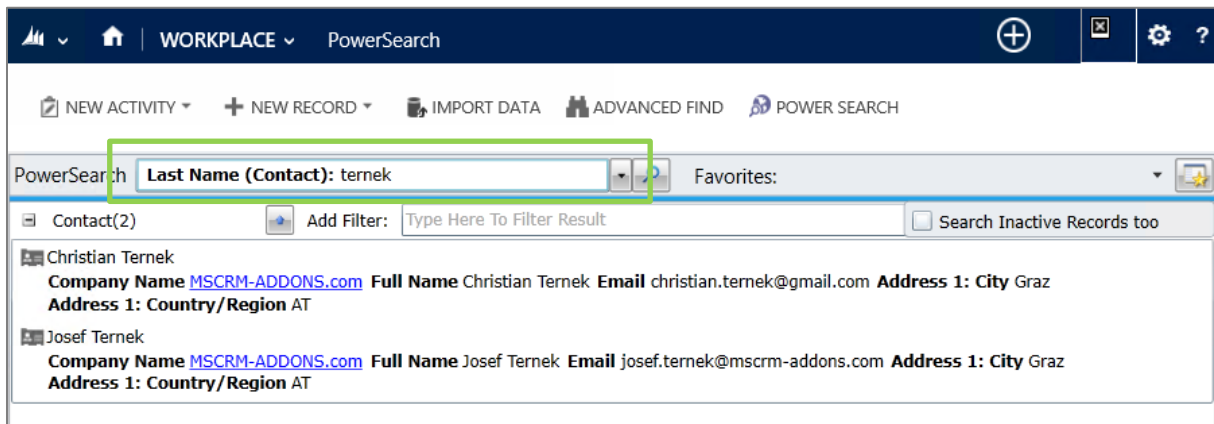 WORKPLACE PowerSearch ?
NEW ACTIVITY NEW RECORD IMPORT DATA ADVANCED FIND POWER SEARCH
PowerSearch Last Name (Contact): ternek Favorites:
Contact(2) Add Filter: Type Here To Filter Result Search Inactive Records too
Christian Ternek
Company Name MSCRM-ADDONS.com Full Name Christian Ternek Email christian.ternek@gmail.com Address 1: City Graz
Address 1: Country/Region AT
Josef Ternek
Company Name MSCRM-ADDONS.com Full Name Josef Ternek Email josef.ternek@mscrm-addons.com Address 1: City Graz
Address 1: Country/Region AT